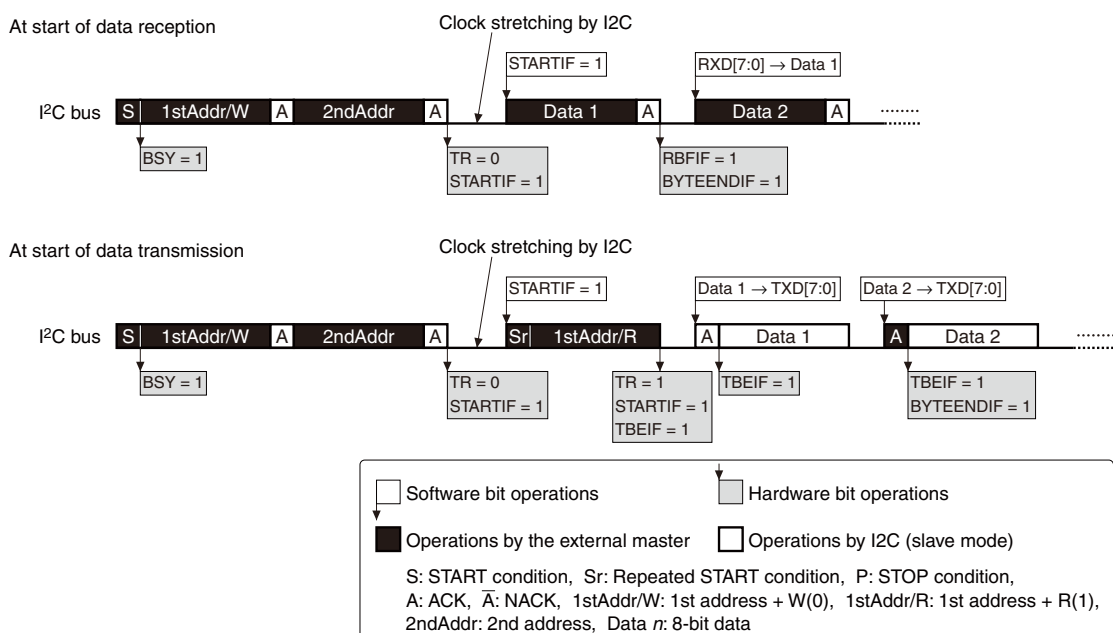 At start of data reception
Clock stretching by I2C
STARTIF = 1
RXD[7:0] → Data 1
I²C bus
S 1stAddr/W A 2ndAddr A Data 1 A Data 2 A
BSY = 1
TR = 0
STARTIF = 1
RBFIF = 1
BYTEENDIF = 1
At start of data transmission
Clock stretching by I2C
STARTIF = 1
Data 1 → TXD[7:0]
Data 2 → TXD[7:0]
I²C bus
S 1stAddr/W A 2ndAddr A Sr 1stAddr/R A Data 1 A Data 2
BSY = 1
TR = 0
STARTIF = 1
TR = 1
STARTIF = 1
TBEIF = 1
TBEIF = 1
TBEIF = 1
BYTEENDIF = 1
Software bit operations
Hardware bit operations
Operations by the external master
Operations by I2C (slave mode)
S: START condition, Sr: Repeated START condition, P: STOP condition,
A: ACK, A̅: NACK, 1stAddr/W: 1st address + W(0), 1stAddr/R: 1st address + R(1),
2ndAddr: 2nd address, Data n: 8-bit data